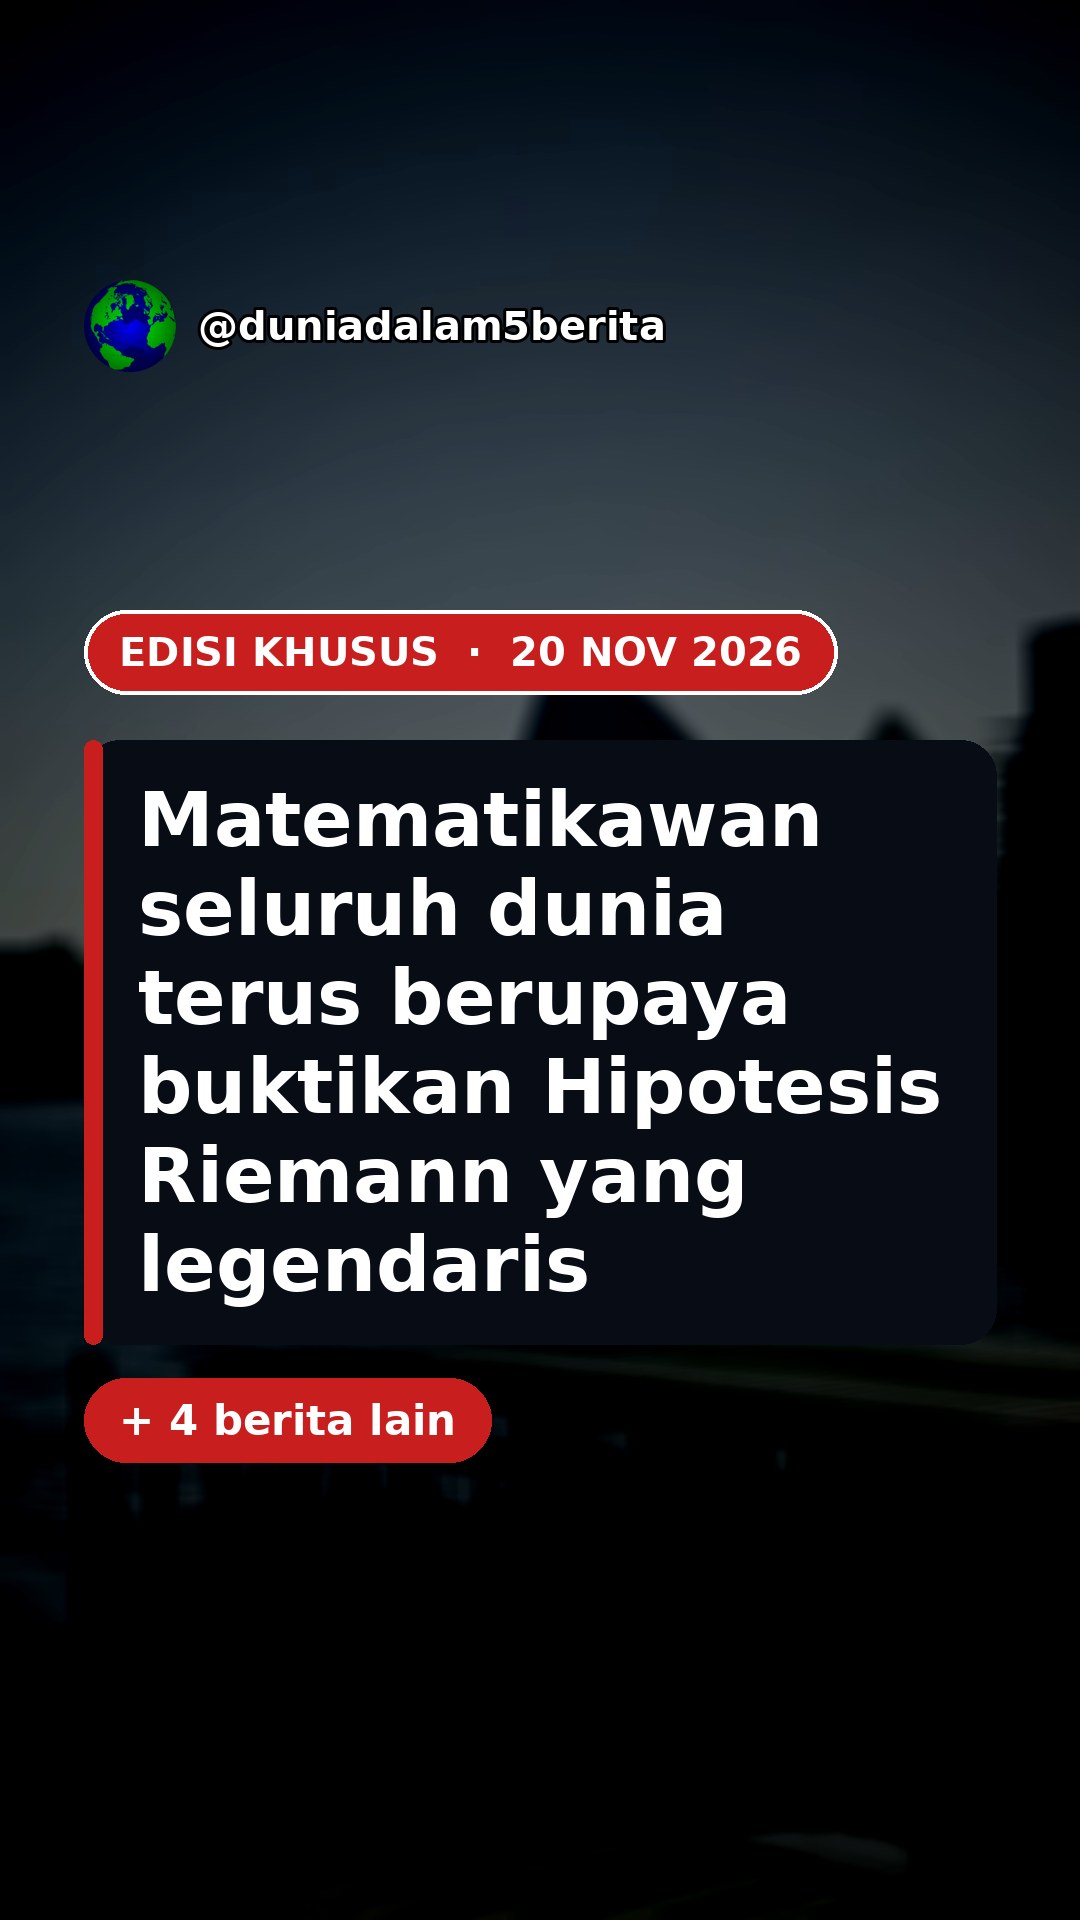 @duniadalam5berita
EDISI KHUSUS · 20 NOV 2026
Matematikawan
seluruh dunia
terus berupaya
buktikan Hipotesis
Riemann yang
legendaris
+ 4 berita lain